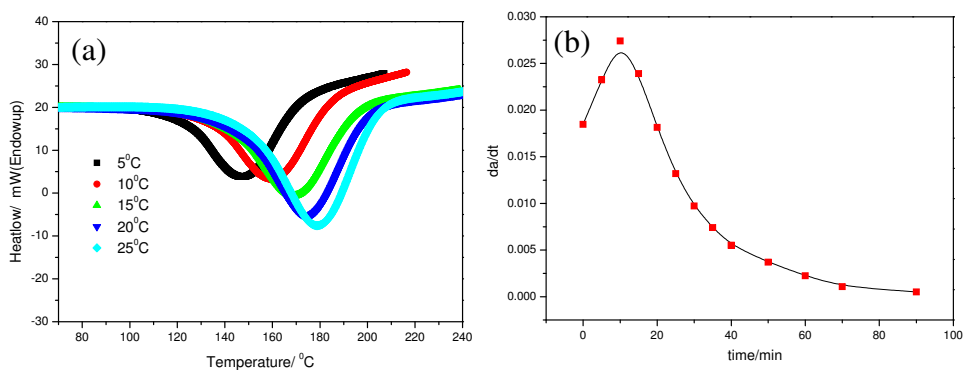 (a)
40
30
20
10
0
-10
-20
-30
Heatlow/ mW(Endowup)
5⁰C
10⁰C
15⁰C
20⁰C
25⁰C
80 100 120 140 160 180 200 220 240
Temperature/ ⁰C
(b)
0.030
0.025
0.020
0.015
0.010
0.005
0.000
da/dt
0 20 40 60 80 100
time/min